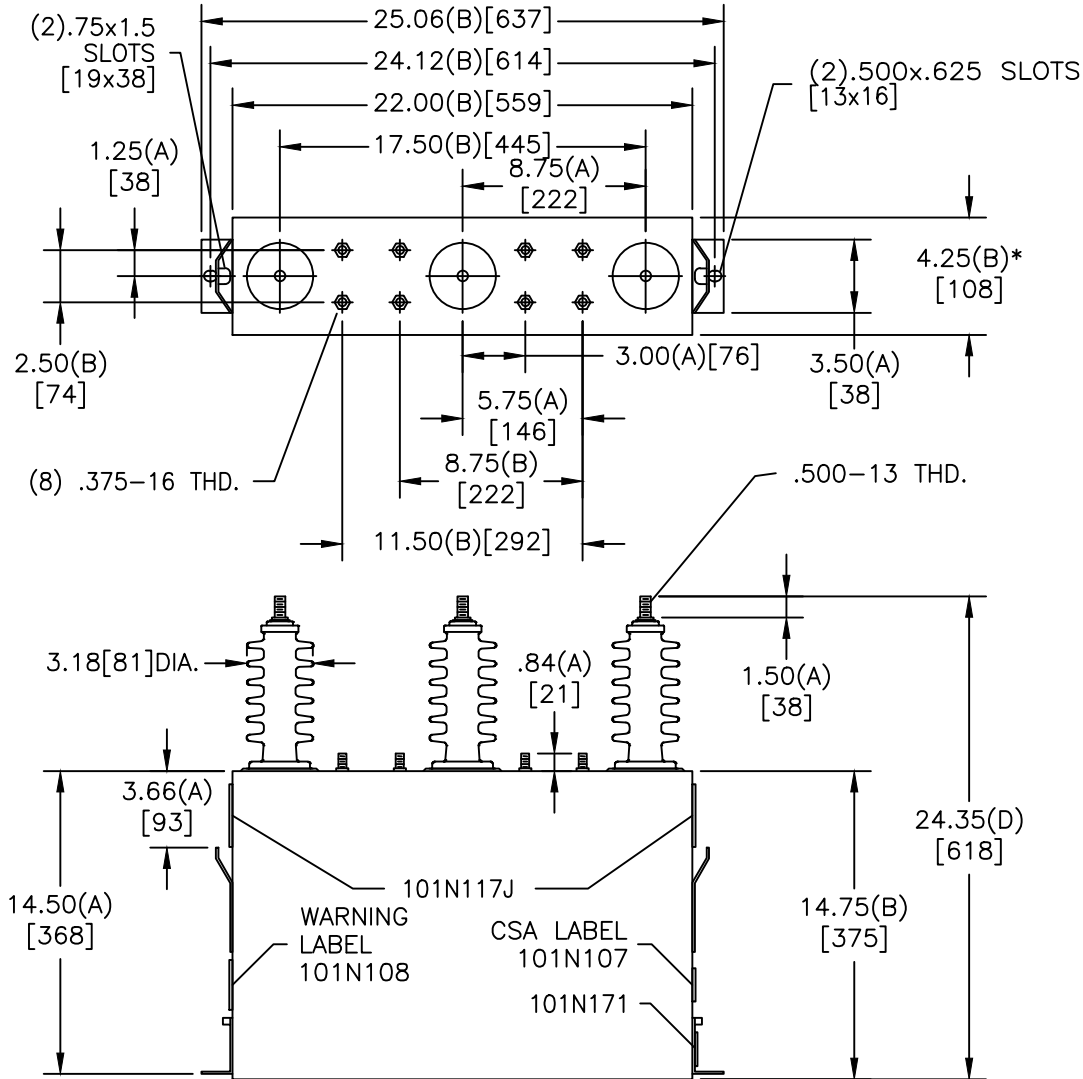 25.06(B)[637]
(2).75x1.5
SLOTS
[19x38]
24.12(B)[614]
(2).500x.625 SLOTS
[13x16]
22.00(B)[559]
17.50(B)[445]
1.25(A)
[38]
8.75(A)
[222]
4.25(B)*
[108]
2.50(B)
[74]
3.00(A)[76]
3.50(A)
[38]
5.75(A)
[146]
(8) .375-16 THD.
8.75(B)
[222]
.500-13 THD.
11.50(B)[292]
3.18[81]DIA.
.84(A)
[21]
1.50(A)
[38]
3.66(A)
[93]
24.35(D)
[618]
101N117J
14.50(A)
[368]
WARNING
LABEL
101N108
CSA LABEL
101N107
14.75(B)
[375]
101N171